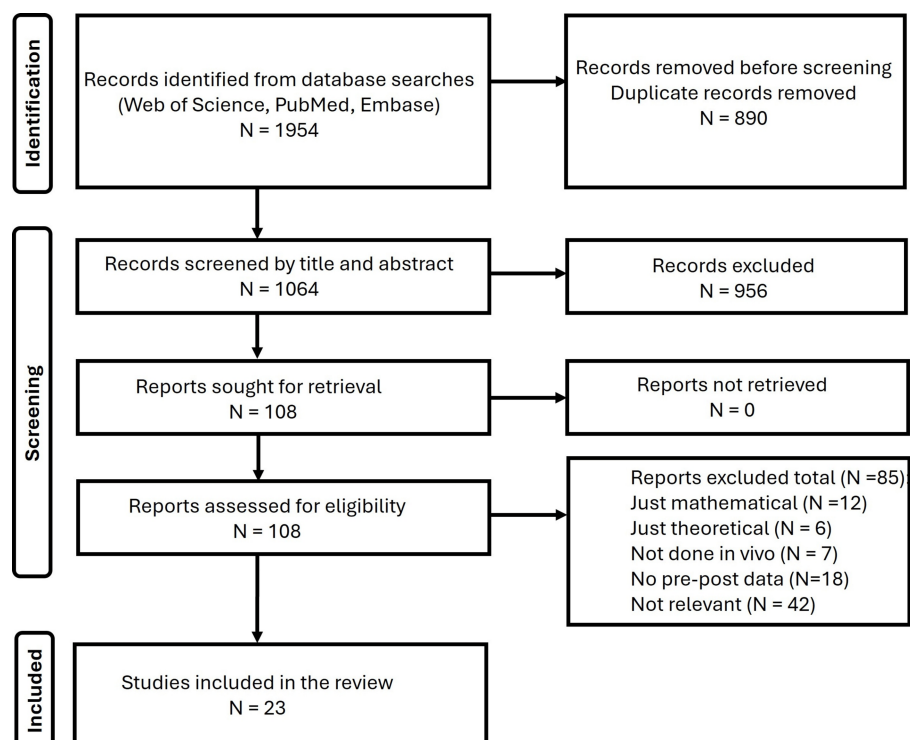 Identification
Records identified from database searches
(Web of Science, PubMed, Embase)
N = 1954
Records removed before screening
Duplicate records removed
N = 890
Screening
Records screened by title and abstract
N = 1064
Records excluded
N = 956
Reports sought for retrieval
N = 108
Reports not retrieved
N = 0
Reports assessed for eligibility
N = 108
Reports excluded total (N =85):
Just mathematical (N =12)
Just theoretical (N = 6)
Not done in vivo (N = 7)
No pre-post data (N=18)
Not relevant (N = 42)
Included
Studies included in the review
N = 23